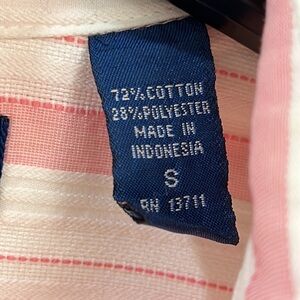 72% COTTON
28% POLYESTER
MADE IN
INDONESIA
S
RN 13711